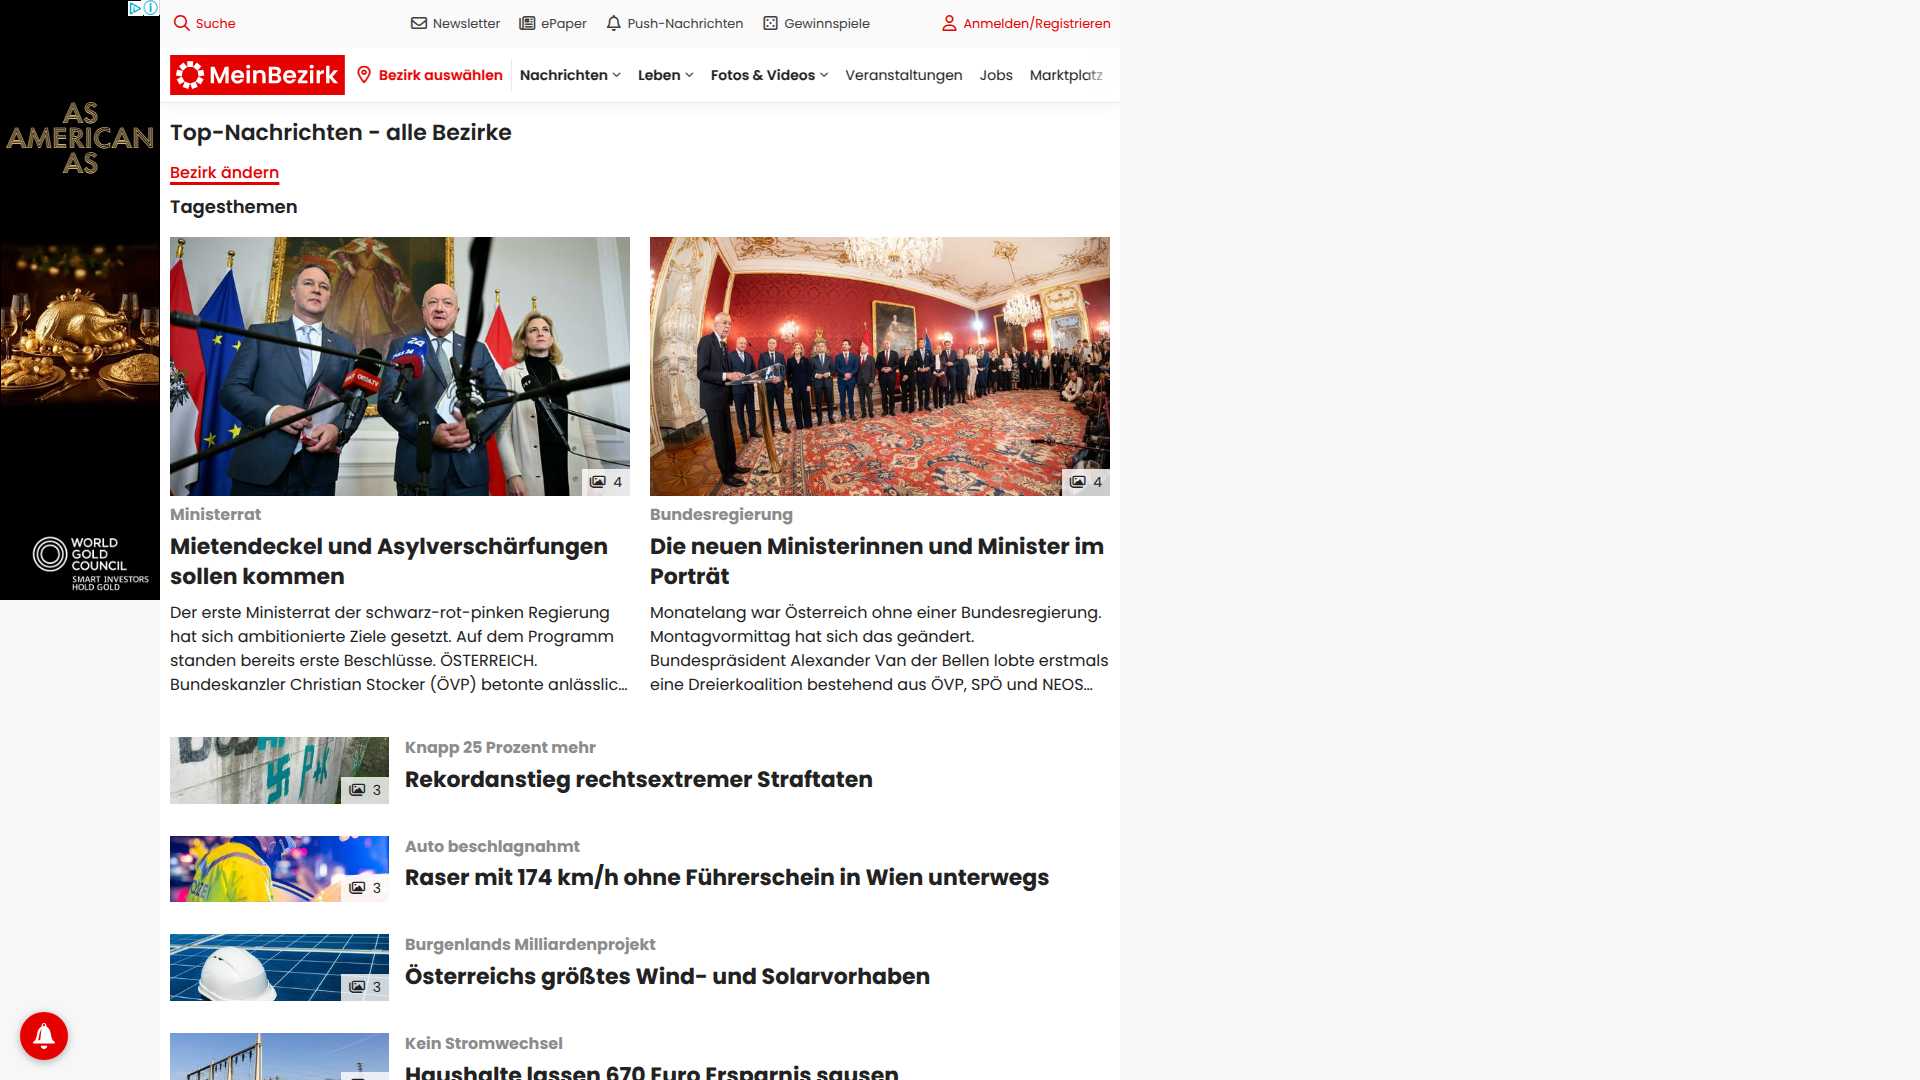 Suche
Newsletter
ePaper
Push-Nachrichten
Gewinnspiele
Anmelden/Registrieren
MeinBezirk
Bezirk auswählen
Nachrichten
Leben
Fotos & Videos
Veranstaltungen
Jobs
Marktplatz
AS
AMERICAN
AS
WORLD
GOLD
COUNCIL
SMART INVESTORS
HOLD GOLD
Top-Nachrichten - alle Bezirke
Bezirk ändern
Tagesthemen
4
Ministerrat
Mietendeckel und Asylverschärfungen
sollen kommen
Der erste Ministerrat der schwarz-rot-pinken Regierung
hat sich ambitionierte Ziele gesetzt. Auf dem Programm
standen bereits erste Beschlüsse. ÖSTERREICH.
Bundeskanzler Christian Stocker (ÖVP) betonte anlässlic...
4
Bundesregierung
Die neuen Ministerinnen und Minister im
Porträt
Monatelang war Österreich ohne einer Bundesregierung.
Montagvormittag hat sich das geändert.
Bundespräsident Alexander Van der Bellen lobte erstmals
eine Dreierkoalition bestehend aus ÖVP, SPÖ und NEOS...
3
Knapp 25 Prozent mehr
Rekordanstieg rechtsextremer Straftaten
3
Auto beschlagnahmt
Raser mit 174 km/h ohne Führerschein in Wien unterwegs
3
Burgenlands Milliardenprojekt
Österreichs größtes Wind- und Solarvorhaben
Kein Stromwechsel
Haushalte lassen 670 Euro Ersparnis sausen